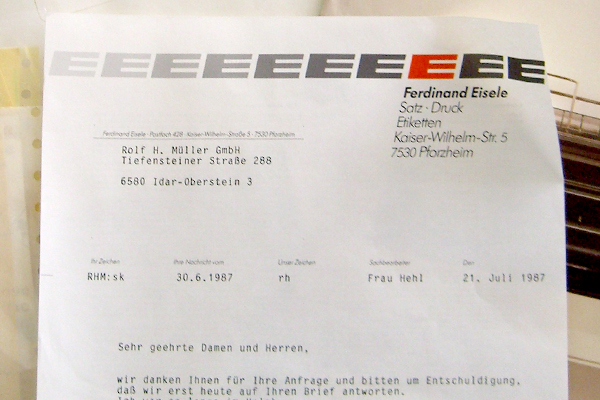 EEEEEEEEEE
Ferdinand Eisele
Satz · Druck
Etiketten
Kaiser-Wilhelm-Str. 5
7530 Pforzheim
Ferdinand Eisele · Postfach 428 · Kaiser-Wilhelm-Straße 5 · 7530 Pforzheim
Rolf H. Müller GmbH
Tiefensteiner Straße 288
6580 Idar-Oberstein 3
Ihr Zeichen Ihre Nachricht vom Unser Zeichen Sachbearbeiter Den
RHM:sk 30.6.1987 rh Frau Hehl 21. Juli 1987
Sehr geehrte Damen und Herren,
wir danken Ihnen für Ihre Anfrage und bitten um Entschuldigung,
daß wir erst heute auf Ihren Brief antworten.